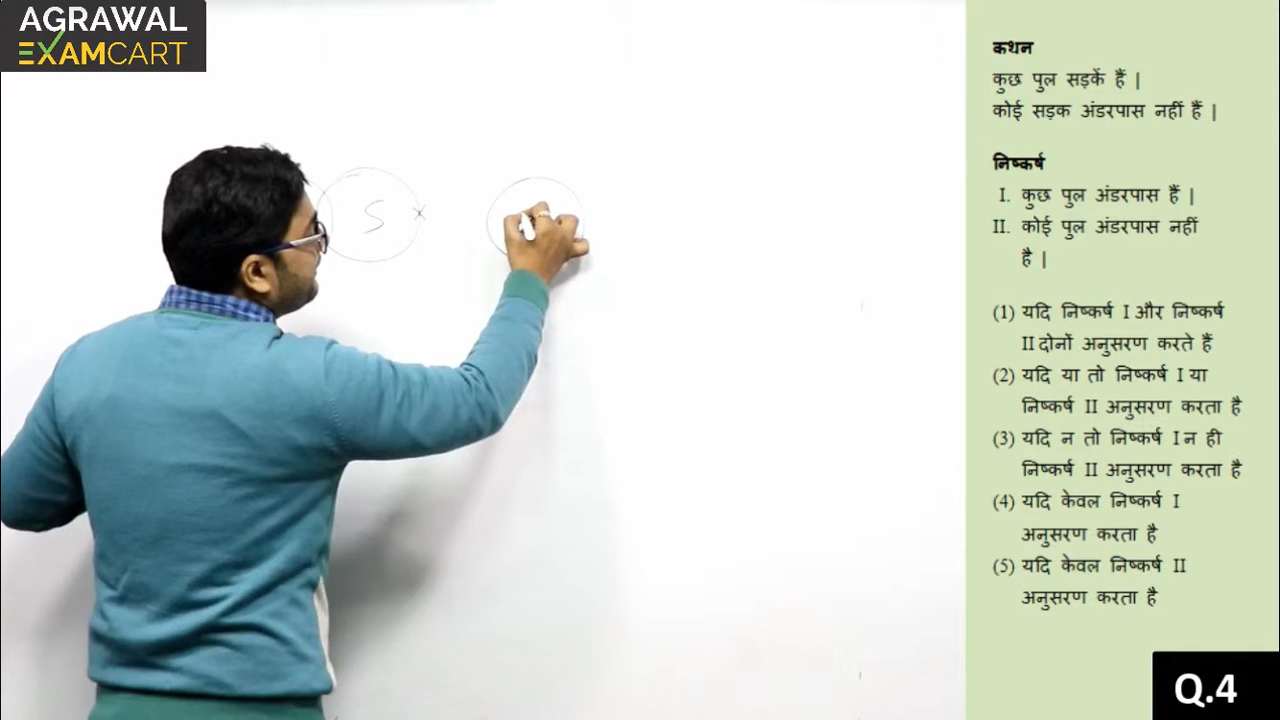 AGRAWAL
EXAMCART
S
कथन
कुछ पुल सड़कें हैं |
कोई सड़क अंडरपास नहीं हैं |
निष्कर्ष
I. कुछ पुल अंडरपास हैं |
II. कोई पुल अंडरपास नहीं
है |
(1) यदि निष्कर्ष I और निष्कर्ष
II दोनों अनुसरण करते हैं
(2) यदि या तो निष्कर्ष I या
निष्कर्ष II अनुसरण करता है
(3) यदि न तो निष्कर्ष I न ही
निष्कर्ष II अनुसरण करता है
(4) यदि केवल निष्कर्ष I
अनुसरण करता है
(5) यदि केवल निष्कर्ष II
अनुसरण करता है
Q.4